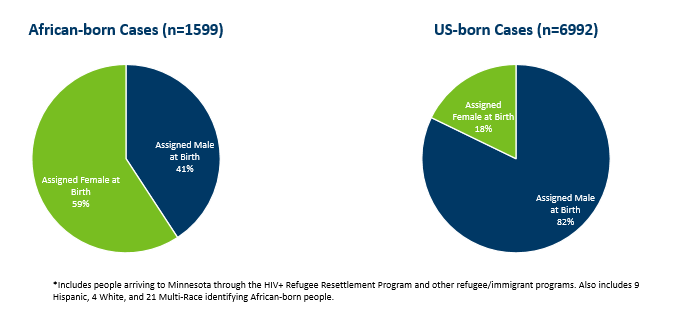 African-born Cases (n=1599)
US-born Cases (n=6992)
Assigned Male
at Birth
41%
Assigned Female at
Birth
59%
Assigned
Female at Birth
18%
Assigned Male
at Birth
82%
*Includes people arriving to Minnesota through the HIV+ Refugee Resettlement Program and other refugee/immigrant programs. Also includes 9
Hispanic, 4 White, and 21 Multi-Race identifying African-born people.